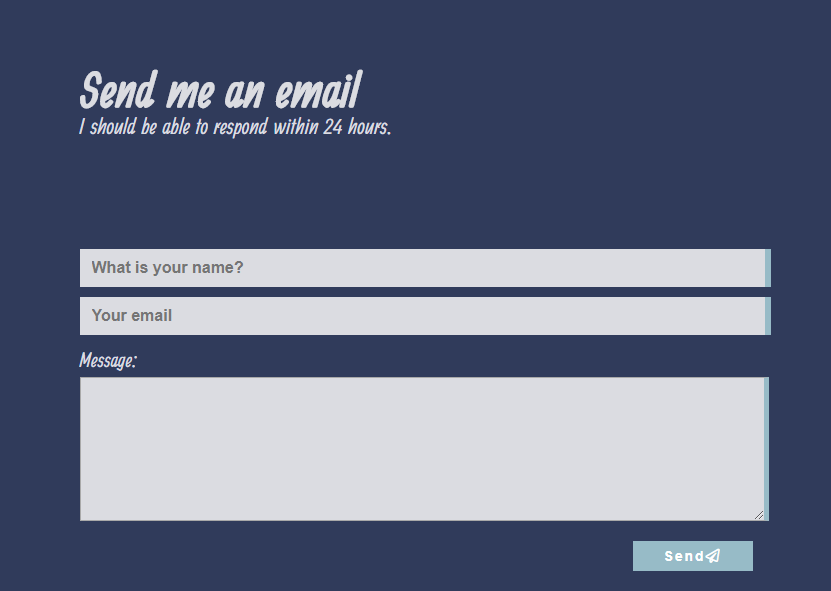 Send me an email
I should be able to respond within 24 hours.
What is your name?
Your email
Message:
Send